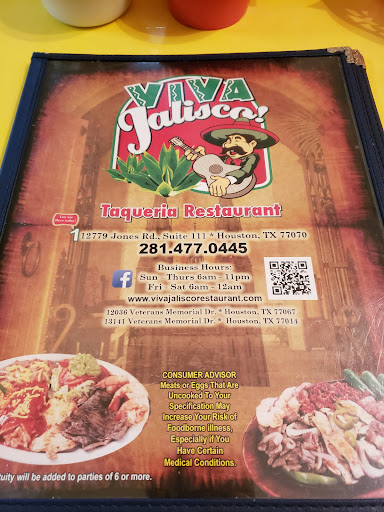 VIVA
Jalisco!
Taqueria Restaurant
12779 Jones Rd., Suite 111 * Houston, TX 77070
281.477.0445
Business Hours:
Sun - Thurs 6am - 11pm
Fri - Sat 6am - 12am
www.vivajaliscorestaurant.com
12036 Veterans Memorial Dr. * Houston, TX 77067
13141 Veterans Memorial Dr. * Houston, TX 77014
CONSUMER ADVISOR
Meats or Eggs That Are
Uncooked To Your
Specification May
Increase Your Risk of
Foodborne illness,
Especially if You
Have Certain
Medical Conditions.
uity will be added to parties of 6 or more.